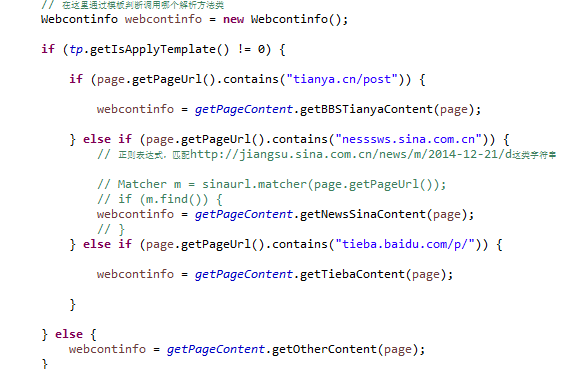 // 在这里通过模板判断调用哪个解析方法类
Webcontinfo webcontinfo = new Webcontinfo();
if (tp.getIsApplyTemplate() != 0) {
if (page.getPageUrl().contains("tianya.cn/post")) {
webcontinfo = getPageContent.getBBSTianyaContent(page);
} else if (page.getPageUrl().contains("nesssws.sina.com.cn")) {
// 正则表达式，匹配http://jiangsu.sina.com.cn/news/m/2014-12-21/d这类字符串
// Matcher m = sinaurl.matcher(page.getPageUrl());
// if (m.find()) {
webcontinfo = getPageContent.getNewsSinaContent(page);
// }
} else if (page.getPageUrl().contains("tieba.baidu.com/p/")) {
webcontinfo = getPageContent.getTiebaContent(page);
}
} else {
webcontinfo = getPageContent.getOtherContent(page);
}